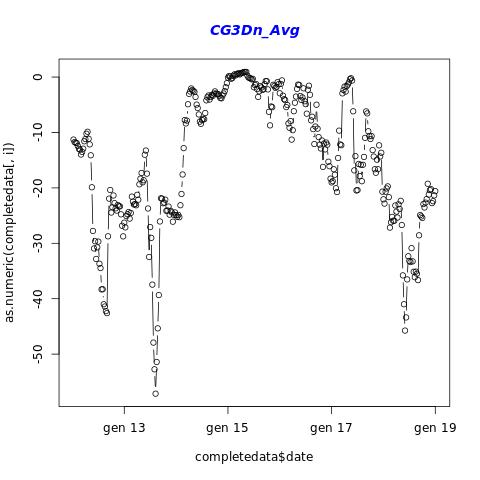 CG3Dn_Avg
as.numeric(completedata[, i])
0
-10
-20
-30
-40
-50
gen 13
gen 15
gen 17
gen 19
completedata$date